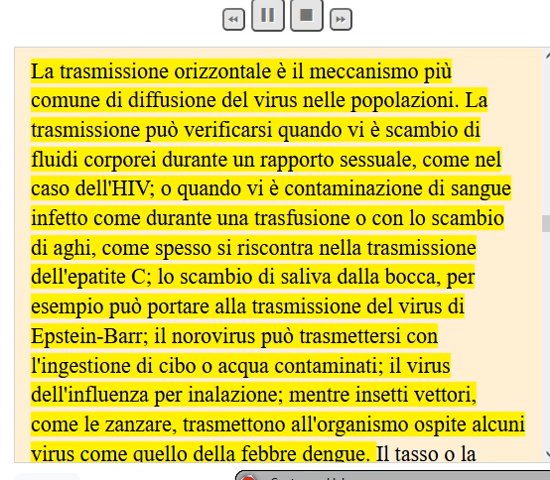 La trasmissione orizzontale è il meccanismo più
comune di diffusione del virus nelle popolazioni. La
trasmissione può verificarsi quando vi è scambio di
fluidi corporei durante un rapporto sessuale, come nel
caso dell'HIV; o quando vi è contaminazione di sangue
infetto come durante una trasfusione o con lo scambio
di aghi, come spesso si riscontra nella trasmissione
dell'epatite C; lo scambio di saliva dalla bocca, per
esempio può portare alla trasmissione del virus di
Epstein-Barr; il norovirus può trasmettersi con
l'ingestione di cibo o acqua contaminati; il virus
dell'influenza per inalazione; mentre insetti vettori,
come le zanzare, trasmettono all'organismo ospite alcuni
virus come quello della febbre dengue. Il tasso o la